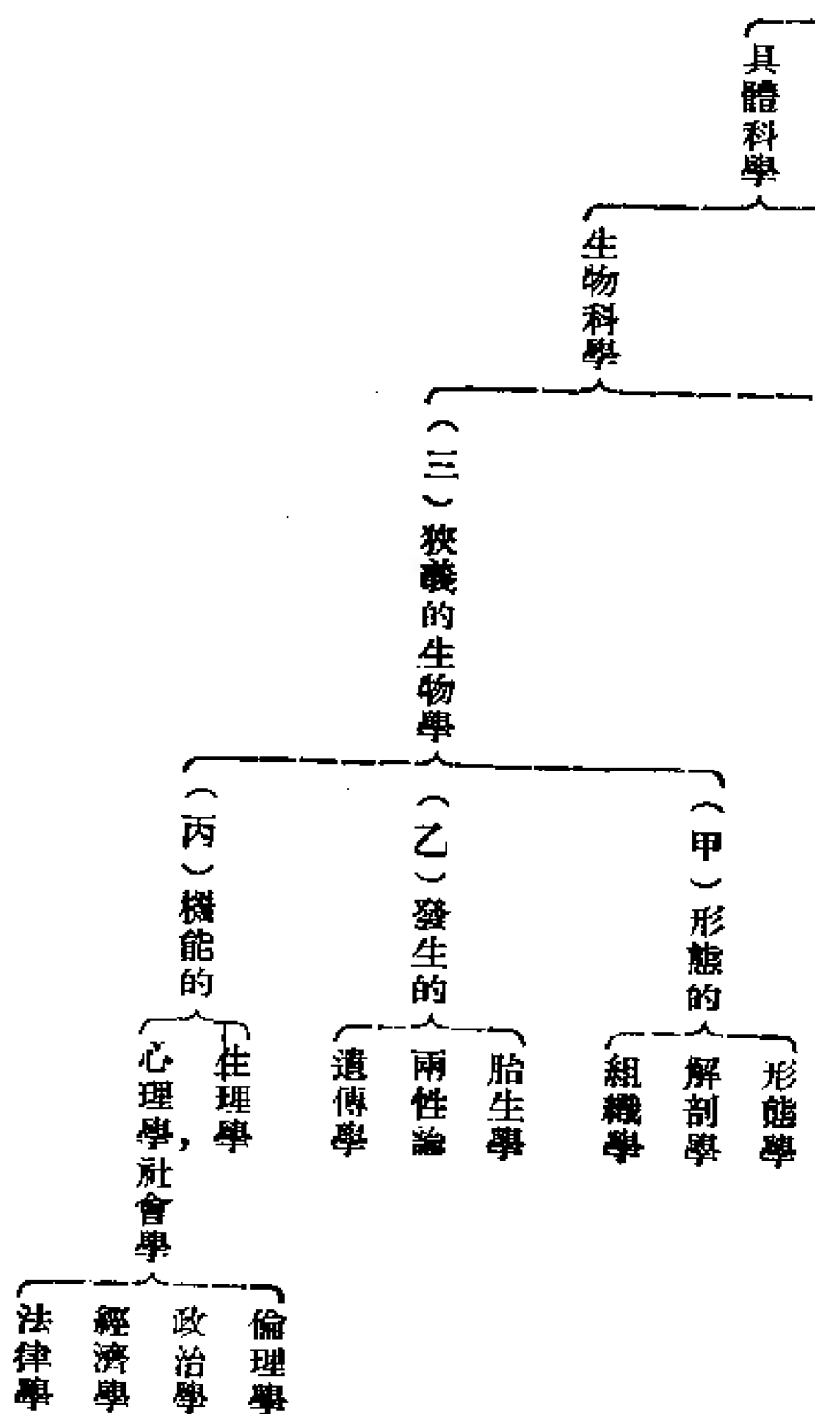 具體科學
生物科學
（三）狹義的生物學
（甲）形態的
形態學
解剖學
組織學
（乙）發生的
胎生學
兩性論
遺傳學
（丙）機能的
生理學
心理學，社會學
倫理學
政治學
經濟學
法律學